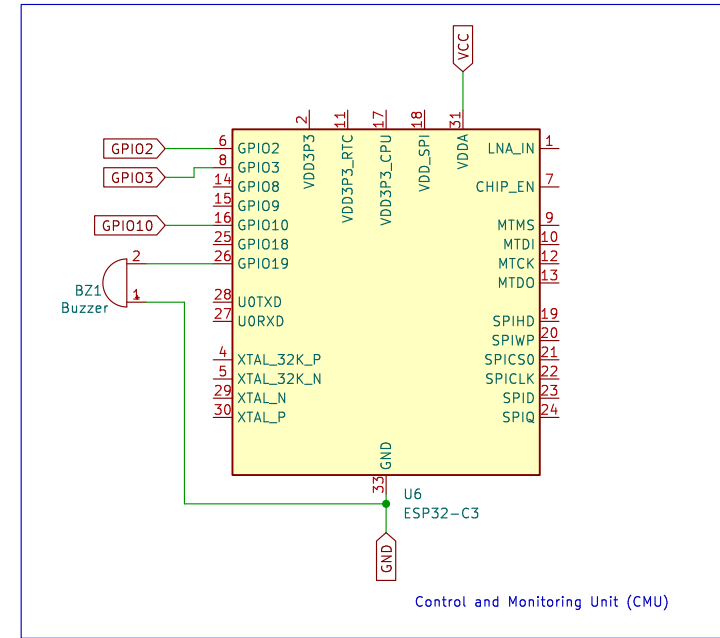 VCC
2
11
17
18
31
VDD3P3
VDD3P3_RTC
VDD3P3_CPU
VDD_SPI
VDDA
GPIO2
6
GPIO2
LNA_IN
1
GPIO3
8
GPIO3
14
GPIO8
CHIP_EN
7
15
GPIO9
GPIO10
16
GPIO10
MTMS
9
25
GPIO18
MTDI
10
2
26
GPIO19
MTCK
12
MTDO
13
BZ1
1
Buzzer
28
U0TXD
27
U0RXD
SPIHD
19
SPIWP
20
4
XTAL_32K_P
SPICS0
21
5
XTAL_32K_N
SPICLK
22
29
XTAL_N
SPID
23
30
XTAL_P
SPIQ
24
GND
33
U6
ESP32-C3
GND
Control and Monitoring Unit (CMU)